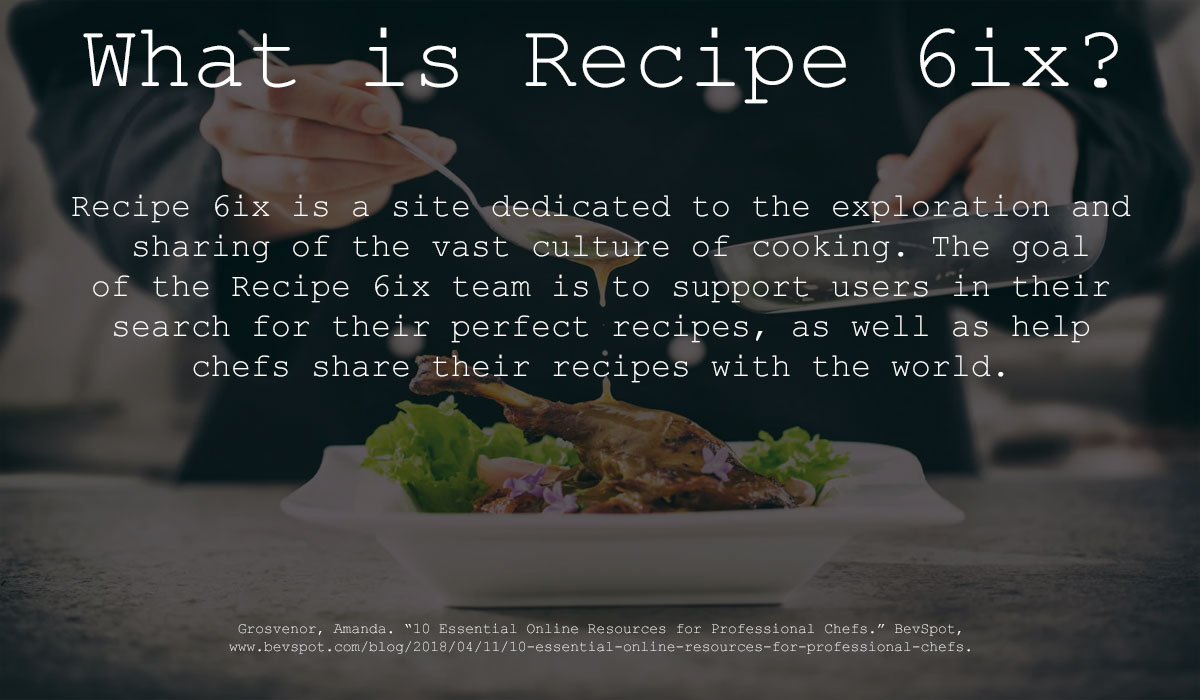 What is Recipe 6ix?
Recipe 6ix is a site dedicated to the exploration and
sharing of the vast culture of cooking. The goal
of the Recipe 6ix team is to support users in their
search for their perfect recipes, as well as help
chefs share their recipes with the world.
Grosvenor, Amanda. “10 Essential Online Resources for Professional Chefs.” BevSpot,
www.bevspot.com/blog/2018/04/11/10-essential-online-resources-for-professional-chefs.